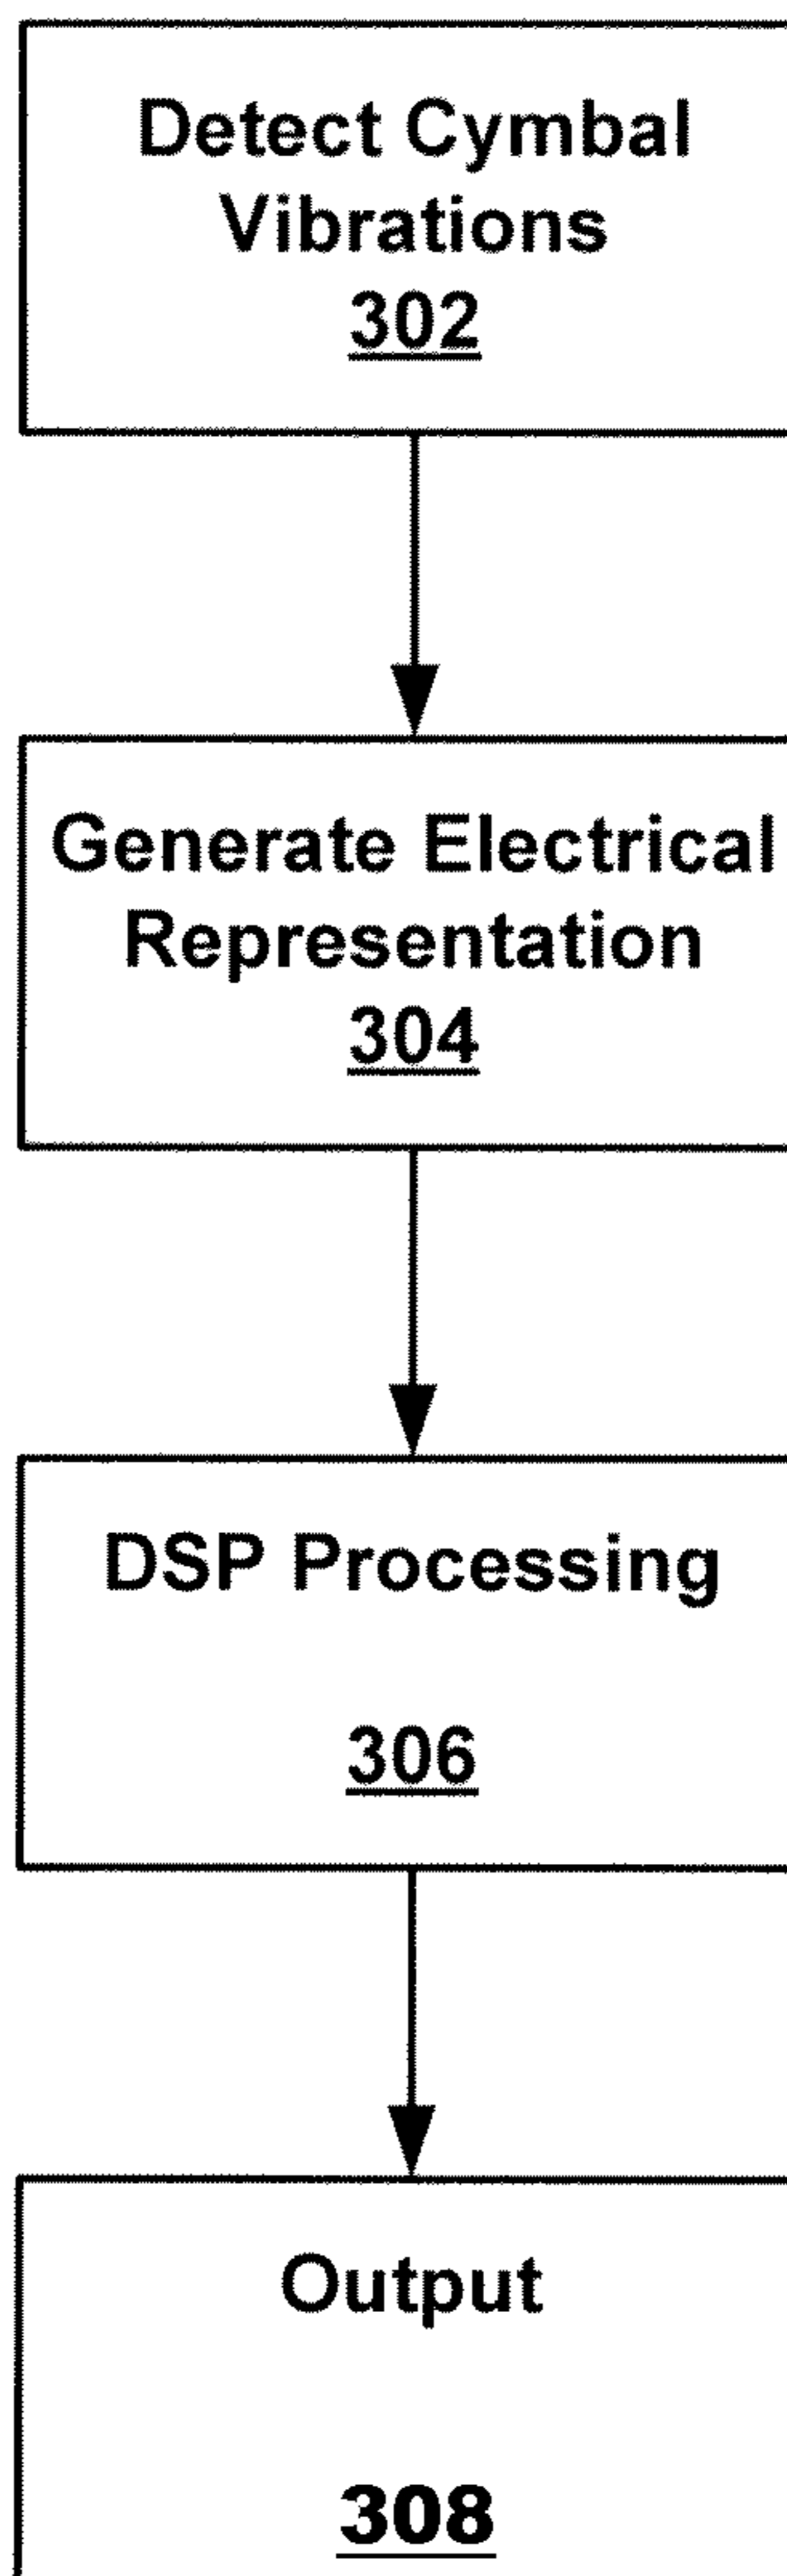 Detect Cymbal
Vibrations
302
Generate Electrical
Representation
304
DSP Processing
306
Output
308